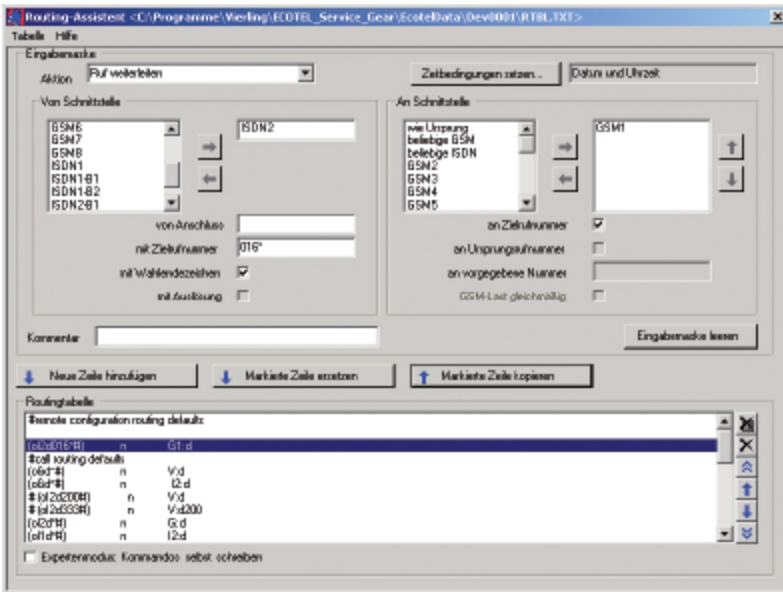 Routing-Assistent <C:\Programme\Vierling\ECOTEL_Service_Gear\EcotelData\Dev0001\RTBL.TXT>
Tabelle Hilfe
Eingabemaske
Aktion Ruf weiterleiten
Zeitbedingungen setzen... Datum und Uhrzeit
Von Schnittstelle
GSM6
GSM7
GSM8
ISDN1
ISDN1-B1
ISDN1-B2
ISDN2-B1
ISDN2
von Anschluss
mit Zielrufnummer 016*
mit Wahlendezeichen
mit Auslösung
An Schnittstelle
wie Ursprung
beliebige GSM
beliebige ISDN
GSM2
GSM3
GSM4
GSM5
GSM1
an Zielrufnummer
an Ursprungsrufnummer
an vorgegebene Nummer
GSM-Last gleichmäßig
Kommentar
Eingabemaske leeren
Neue Zeile hinzufügen
Markierte Zeile ersetzen
Markierte Zeile kopieren
Routingtabelle
#remote configuration routing defaults
(oI2d016*#) n G1:d
#call routing defaults
n V:d
n I2:d
#(oI2d200#) n V:d
#(oI2d333#) n V:d200
(oI2d*#) n G:d
(oI1d*#) n I2:d
Expertenmodus: Kommandos selbst schreiben